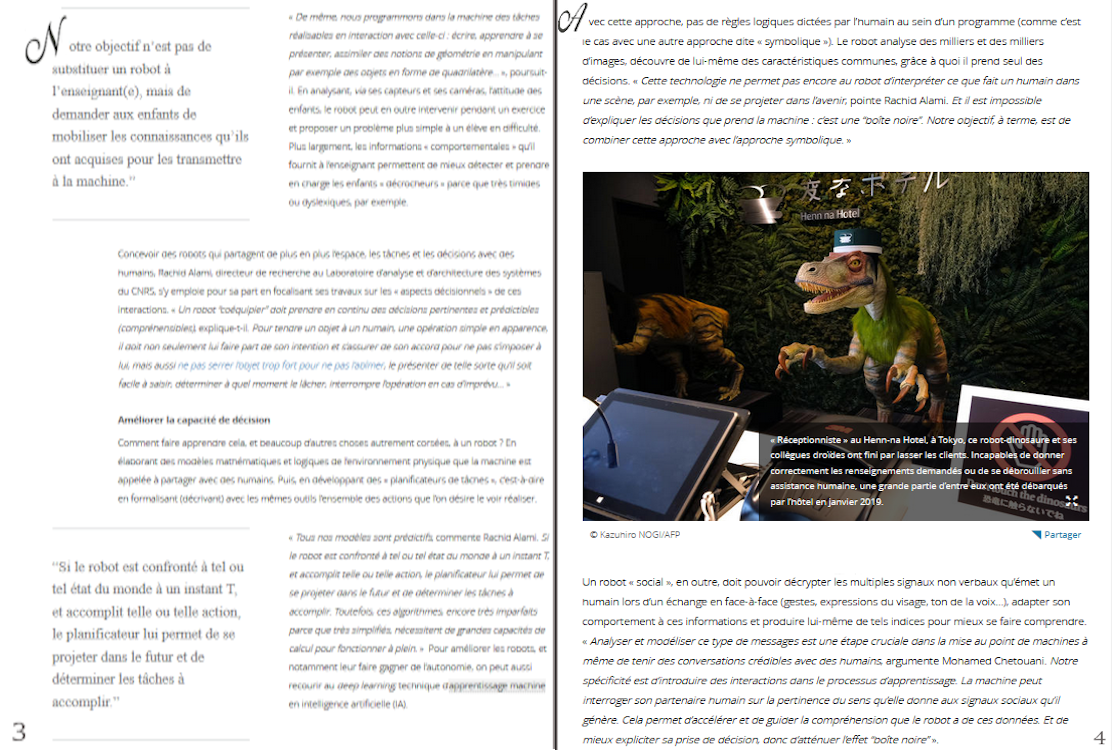 Notre objectif n'est pas de
substituer un robot à
l'enseignant(e), mais de
demander aux enfants de
mobiliser les connaissances qu'ils
ont acquises pour les transmettre
à la machine."
« De même, nous programmons dans la machine des tâches
réalisables en interaction avec celle-ci : écrire, apprendre à se
présenter, assimiler des notions de géométrie en manipulant
par exemple des objets en forme de quadrilatère... », poursuit-
il. En analysant, via ses capteurs et ses caméras, l'attitude des
enfants, le robot peut en outre intervenir pendant un exercice
et proposer un problème plus simple à un élève en difficulté.
Plus largement, les informations « comportementales » qu'il
fournit à l'enseignant permettent de mieux détecter et prendre
en charge les enfants « décrocheurs » parce que très timides
ou dyslexiques, par exemple.
Concevoir des robots qui partagent de plus en plus l'espace, les tâches et les décisions avec des
humains, Rachid Alami, directeur de recherche au Laboratoire d'analyse et d'architecture des systèmes
du CNRS, s'y emploie pour sa part en focalisant ses travaux sur les « aspects décisionnels » de ces
interactions. « Un robot "coéquipier" doit prendre en continu des décisions pertinentes et prédictibles
(compréhensibles), explique-t-il. Pour tendre un objet à un humain, une opération simple en apparence,
il doit non seulement lui faire part de son intention et s'assurer de son accord pour ne pas s'imposer à
lui, mais aussi ne pas serrer l'objet trop fort pour ne pas l'abîmer, le présenter de telle sorte qu'il soit
facile à saisir, déterminer à quel moment le lâcher, interrompre l'opération en cas d'imprévu... »
Améliorer la capacité de décision
Comment faire apprendre cela, et beaucoup d'autres choses autrement corsées, à un robot ? En
élaborant des modèles mathématiques et logiques de l'environnement physique que la machine est
appelée à partager avec des humains. Puis, en développant des « planificateurs de tâches », c'est-à-dire
en formalisant (décrivant) avec les mêmes outils l'ensemble des actions que l'on désire le voir réaliser.
"Si le robot est confronté à tel ou
tel état du monde à un instant T,
et accomplit telle ou telle action,
le planificateur lui permet de se
projeter dans le futur et de
déterminer les tâches à
accomplir."
« Tous nos modèles sont prédictifs, commente Rachid Alami. Si
le robot est confronté à tel ou tel état du monde à un instant T,
et accomplit telle ou telle action, le planificateur lui permet de
se projeter dans le futur et de déterminer les tâches à
accomplir. Toutefois, ces algorithmes, encore très imparfaits
parce que très simplifiés, nécessitent de grandes capacités de
calcul pour fonctionner à plein. » Pour améliorer les robots, et
notamment leur faire gagner de l'autonomie, on peut aussi
recourir au deep learning technique d'apprentissage machine
en intelligence artificielle (IA).
3
Avec cette approche, pas de règles logiques dictées par l'humain au sein d'un programme (comme c'est
le cas avec une autre approche dite « symbolique »). Le robot analyse des milliers et des milliers
d'images, découvre de lui-même des caractéristiques communes, grâce à quoi il prend seul des
décisions. « Cette technologie ne permet pas encore au robot d'interpréter ce que fait un humain dans
une scène, par exemple, ni de se projeter dans l'avenir, pointe Rachid Alami. Et il est impossible
d'expliquer les décisions que prend la machine : c'est une "boîte noire". Notre objectif, à terme, est de
combiner cette approche avec l'approche symbolique. »
変なホテル
Henn na Hotel
« Réceptionniste » au Henn-na Hotel, à Tokyo, ce robot-dinosaure et ses
collègues droïdes ont fini par lasser les clients. Incapables de donner
correctement les renseignements demandés ou de se débrouiller sans
assistance humaine, une grande partie d'entre eux ont été débarqués
par l'hôtel en janvier 2019.
touch the dinosaurs
© Kazuhiro NOGI/AFP
Partager
Un robot « social », en outre, doit pouvoir décrypter les multiples signaux non verbaux qu'émet un
humain lors d'un échange en face-à-face (gestes, expressions du visage, ton de la voix...), adapter son
comportement à ces informations et produire lui-même de tels indices pour mieux se faire comprendre.
« Analyser et modéliser ce type de messages est une étape cruciale dans la mise au point de machines à
même de tenir des conversations crédibles avec des humains, argumente Mohamed Chetouani. Notre
spécificité est d'introduire des interactions dans le processus d'apprentissage. La machine peut
interroger son partenaire humain sur la pertinence du sens qu'elle donne aux signaux sociaux qu'il
génère. Cela permet d'accélérer et de guider la compréhension que le robot a de ces données. Et de
mieux expliciter sa prise de décision, donc d'atténuer l'effet "boîte noire" ».
4